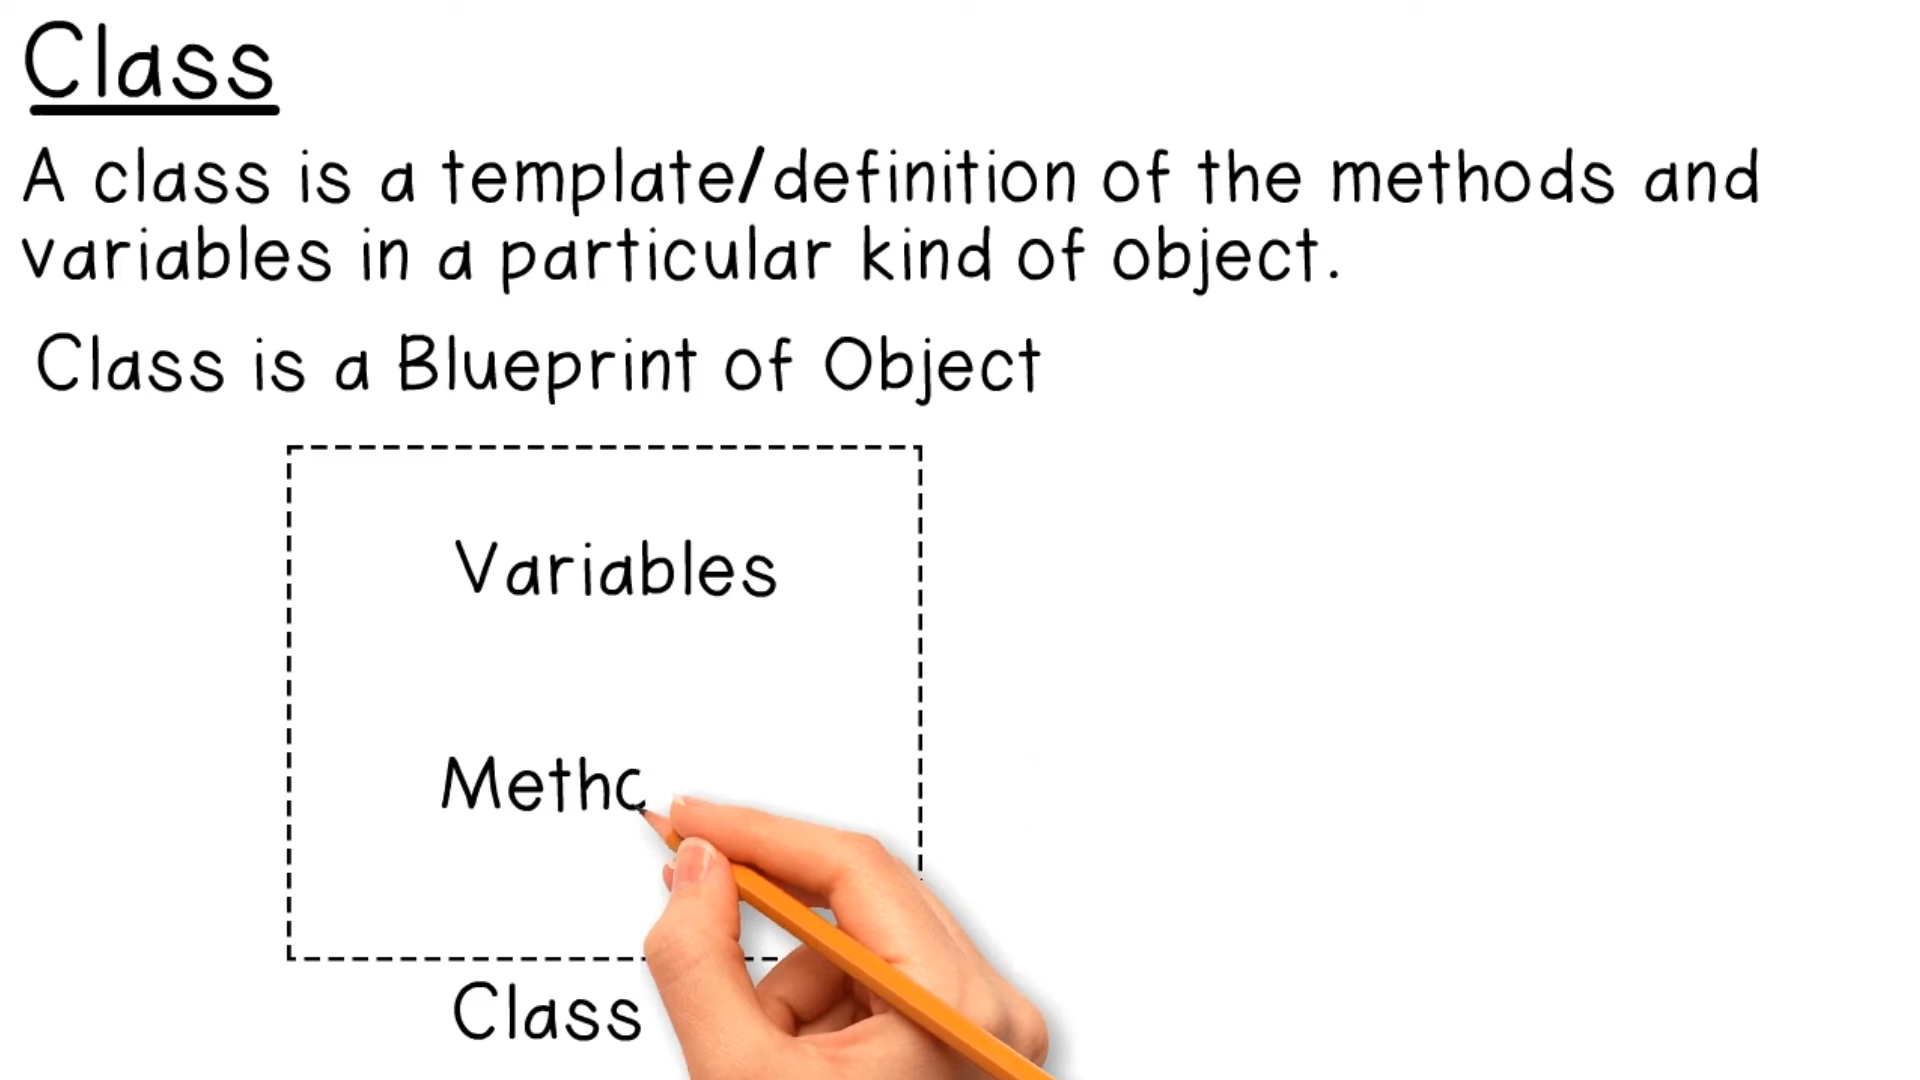 Class
A class is a template/definition of the methods and
variables in a particular kind of object.
Class is a Blueprint of Object
Variables
Metho
Class